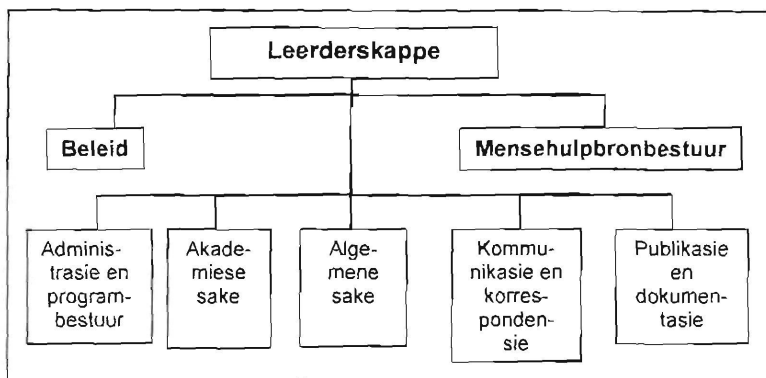 Leerderskappe
Beleid
Mensehulpbronbestuur
Adminis-
trasie en
program-
bestuur
Akade-
miese
sake
Alge-
mene
sake
Kommu-
nikasie en
korres-
ponden-
sie
Publikasie
en
dokumen-
tasie